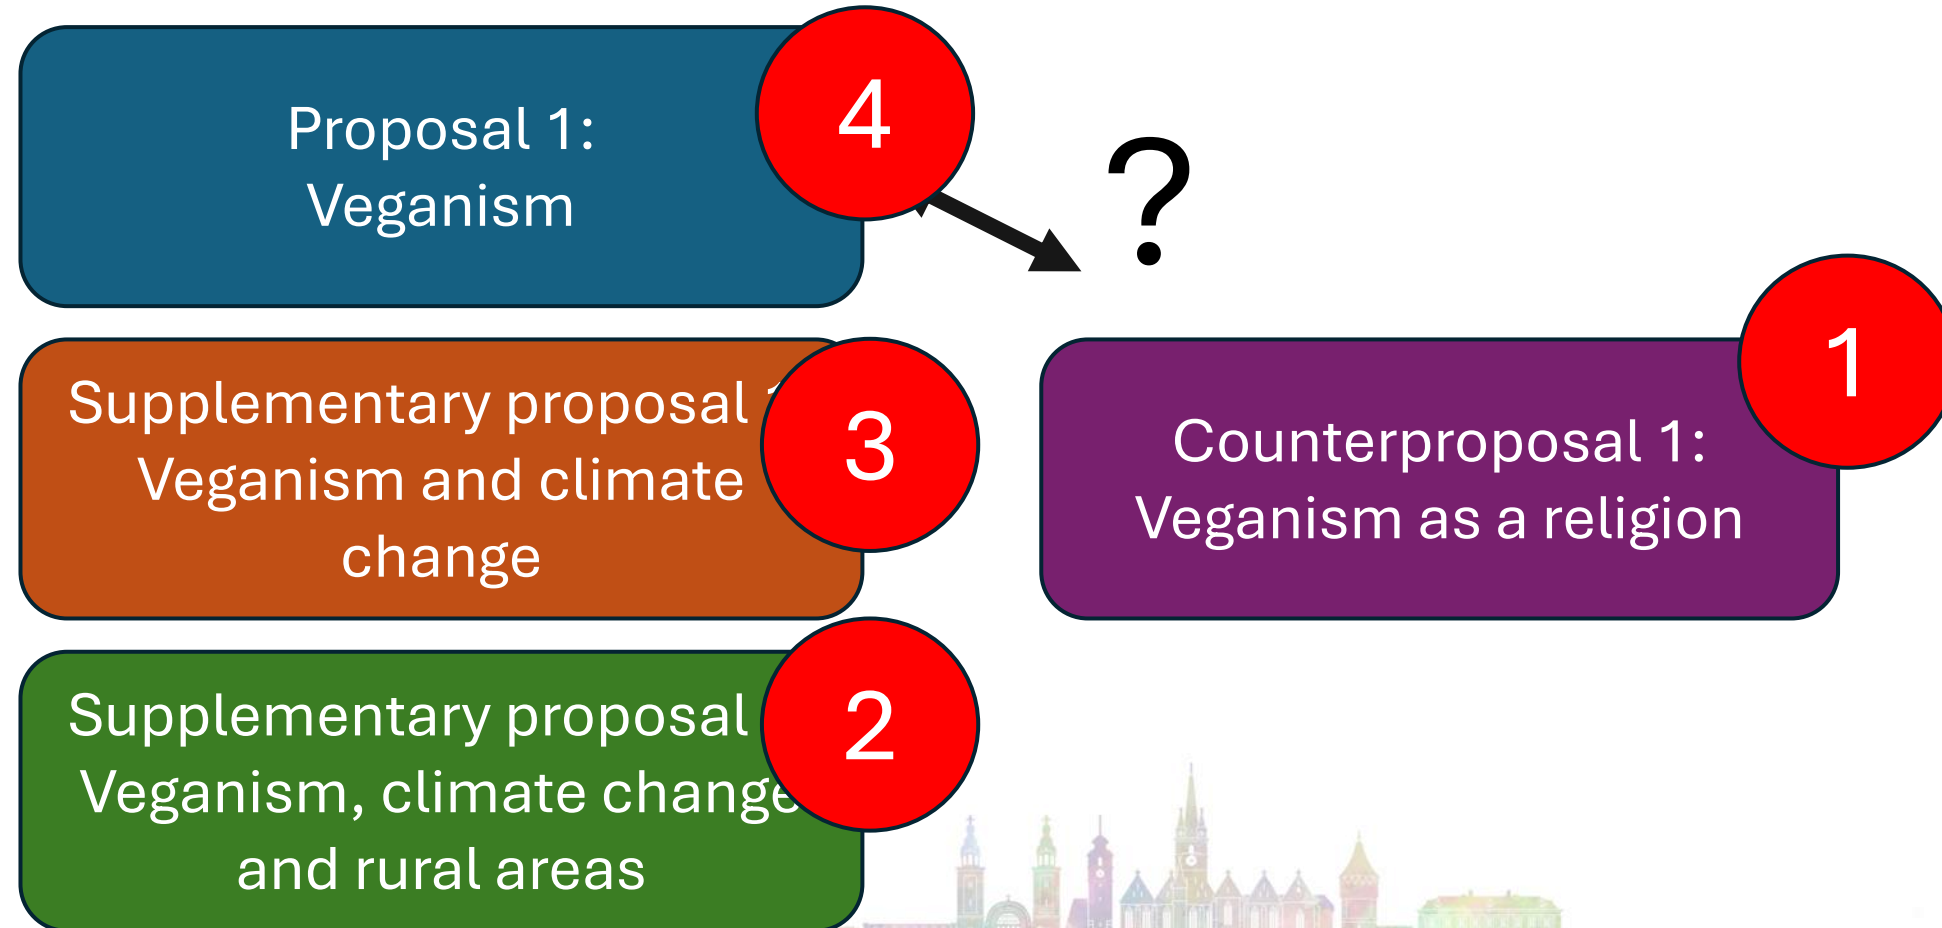 Proposal 1:
Veganism
4
?
Supplementary proposal
Veganism and climate
change
3
Counterproposal 1:
Veganism as a religion
1
Supplementary proposal
Veganism, climate change
and rural areas
2